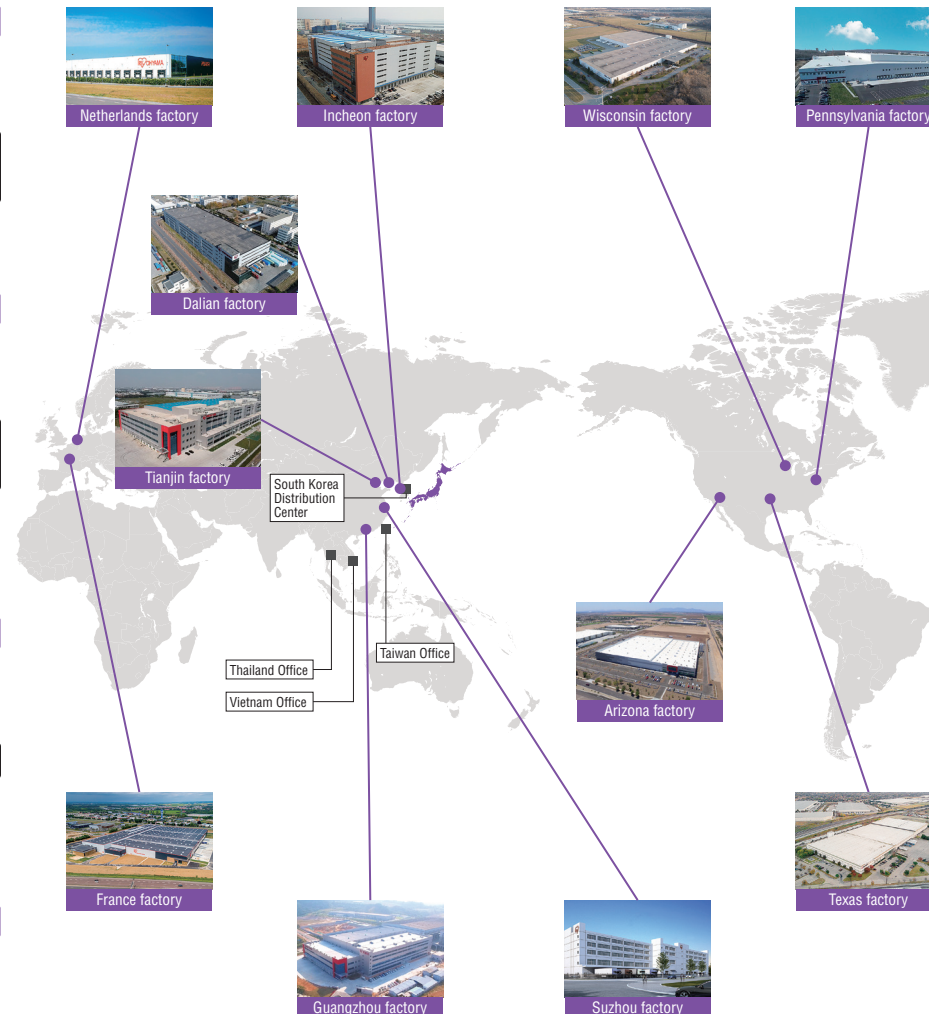 Netherlands factory
Incheon factory
Wisconsin factory
Pennsylvania factory
Dalian factory
Tianjin factory
South Korea
Distribution
Center
Taiwan Office
Thailand Office
Vietnam Office
Arizona factory
France factory
Texas factory
Guangzhou factory
Suzhou factory